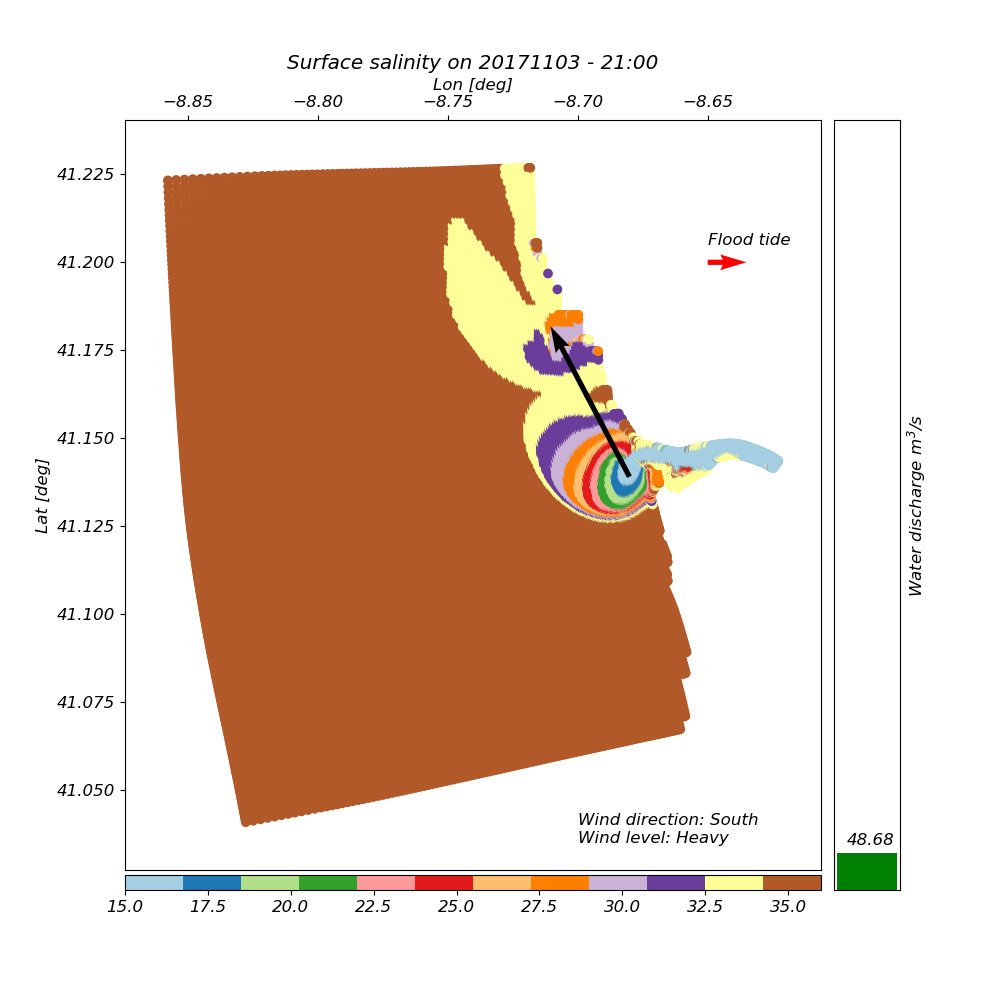 Surface salinity on 20171103 - 21:00
Lon [deg]
−8.85 −8.80 −8.75 −8.70 −8.65
41.225
41.200
41.175
41.150
41.125
41.100
41.075
41.050
Lat [deg]
Flood tide
Wind direction: South
Wind level: Heavy
48.68
Water discharge m³/s
15.0 17.5 20.0 22.5 25.0 27.5 30.0 32.5 35.0